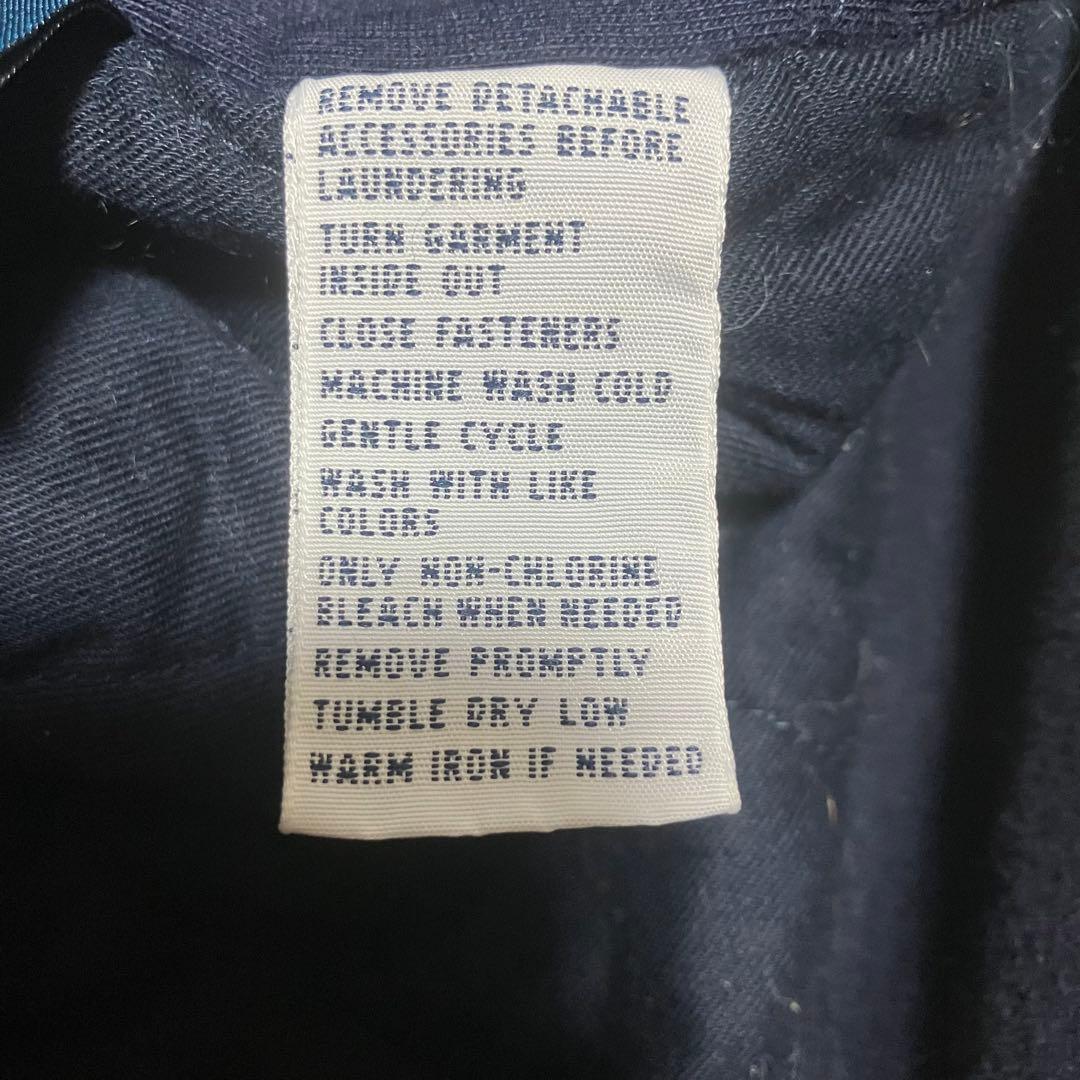 REMOVE DETACHABLE
ACCESSORIES BEFORE
LAUNDERING
TURN GARMENT
INSIDE OUT
CLOSE FASTENERS
MACHINE WASH COLD
GENTLE CYCLE
WASH WITH LIKE
COLORS
ONLY NON-CHLORINE
BLEACH WHEN NEEDED
REMOVE PROMPTLY
TUMBLE DRY LOW
WARM IRON IF NEEDED